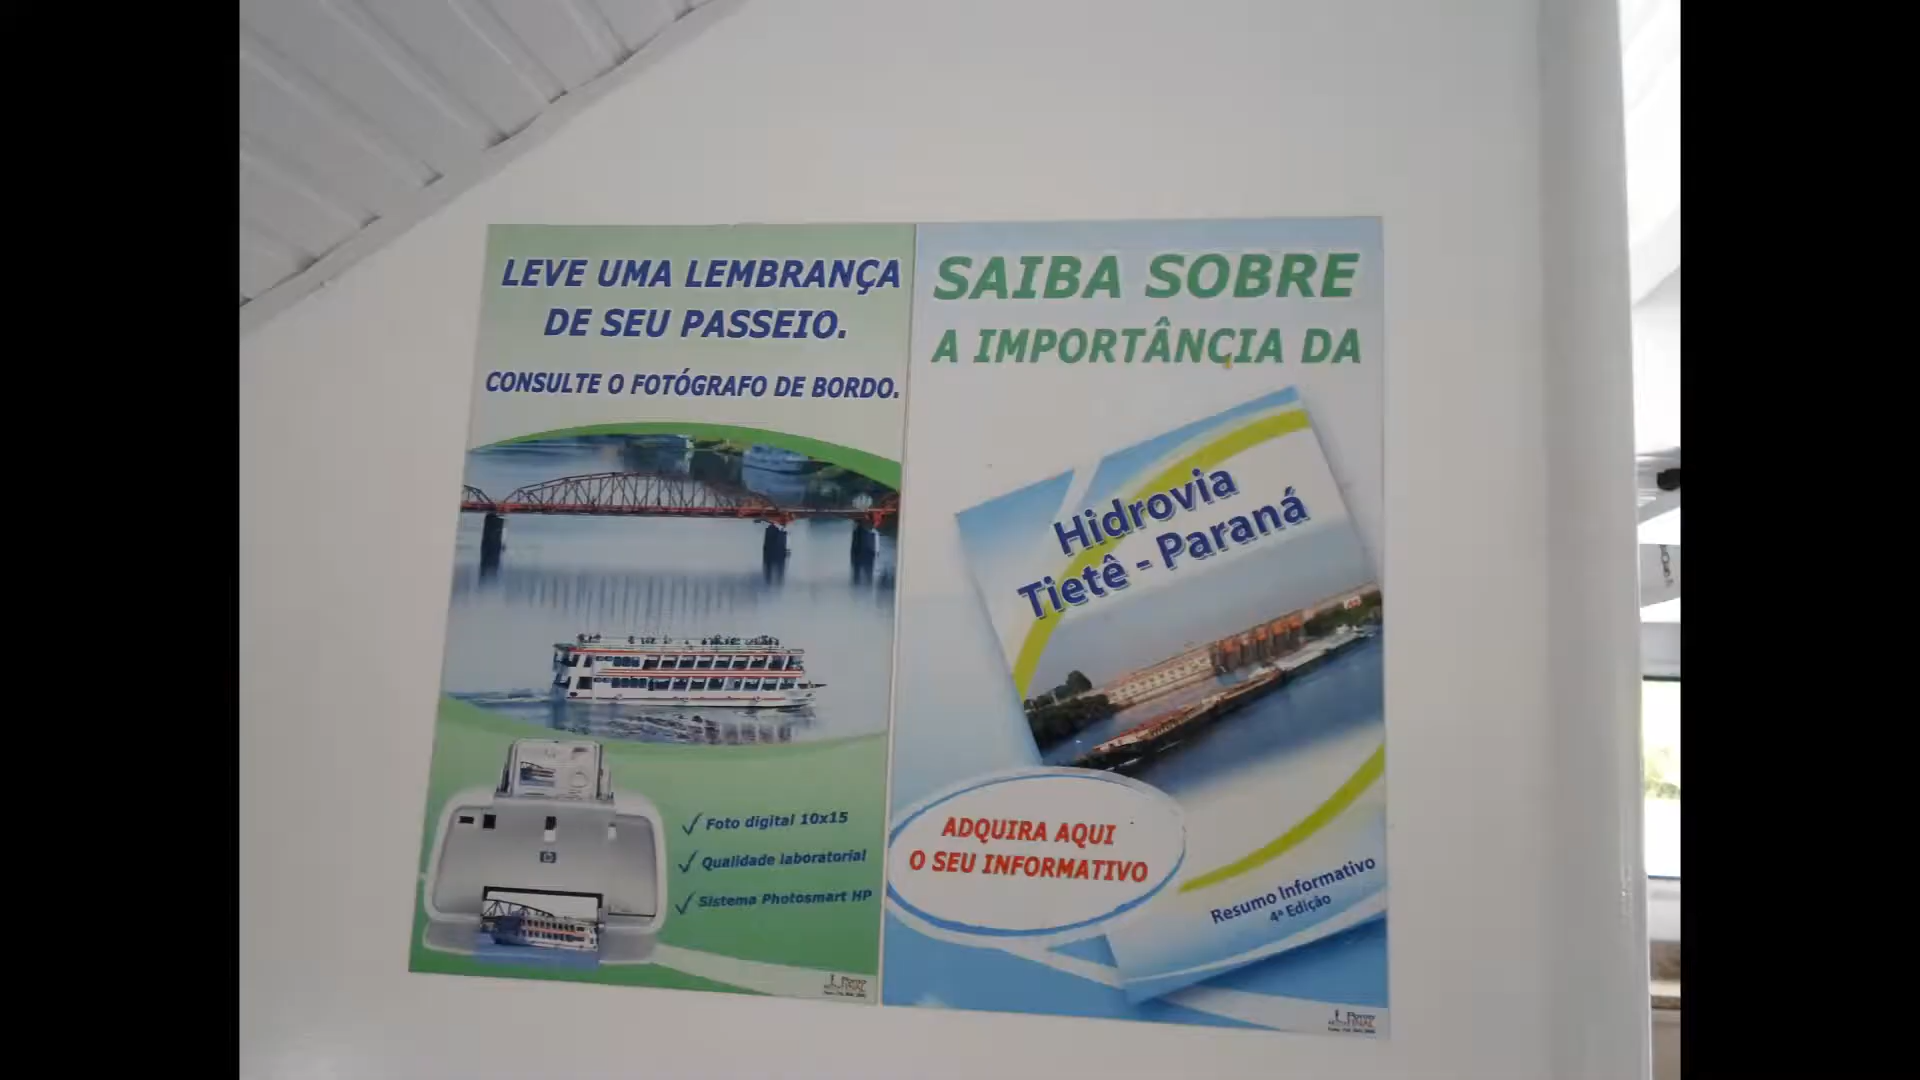 LEVE UMA LEMBRANÇA
DE SEU PASSEIO.
CONSULTE O FOTÓGRAFO DE BORDO.
Foto digital 10x15
Qualidade laboratorial
Sistema Photosmart HP
SAIBA SOBRE
A IMPORTÂNCIA DA
Hidrovia
Tietê - Paraná
ADQUIRA AQUI
O SEU INFORMATIVO
Resumo Informativo
4ª Edição